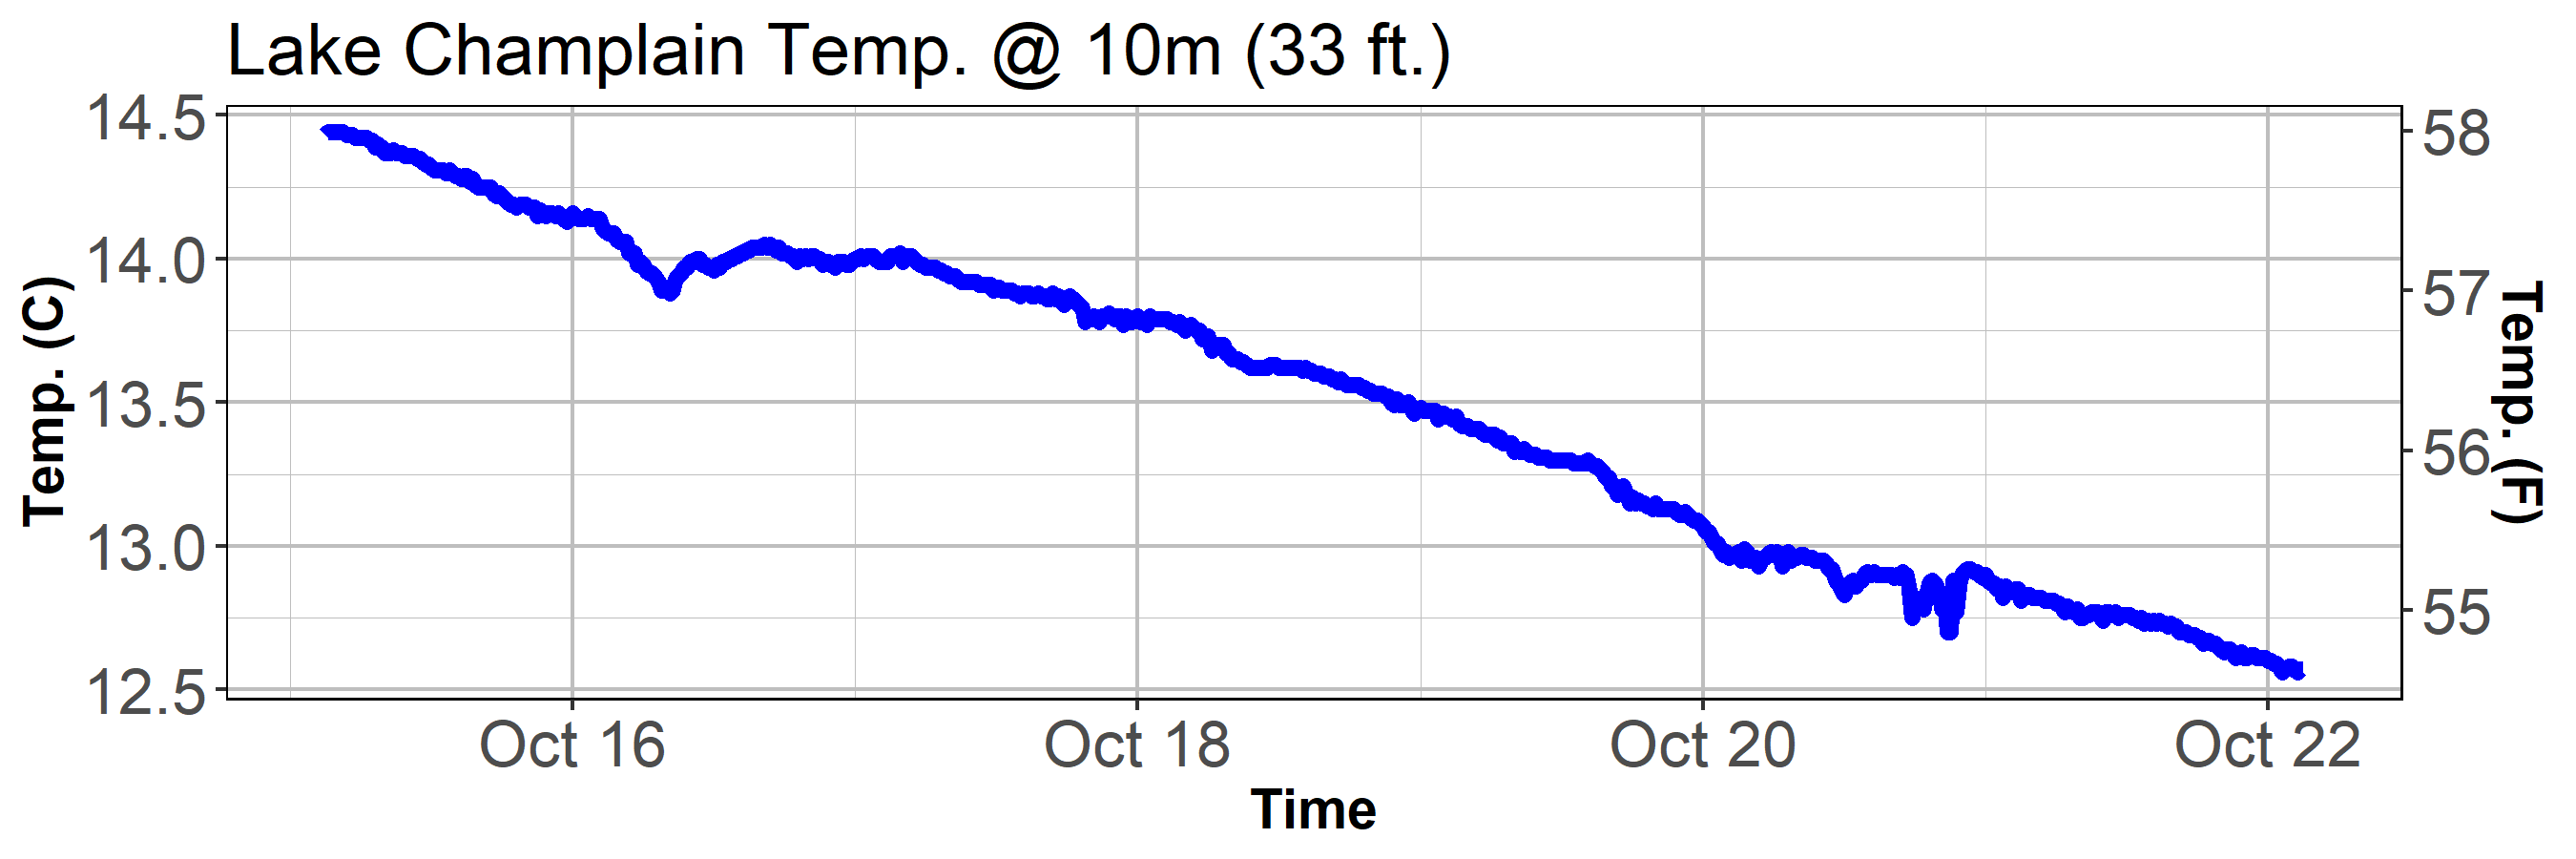 Lake Champlain Temp. @ 10m (33 ft.)
14.5
14.0
13.5
13.0
12.5
Temp. (C)
58
57
56
55
Temp. (F)
Oct 16 Oct 18 Oct 20 Oct 22
Time